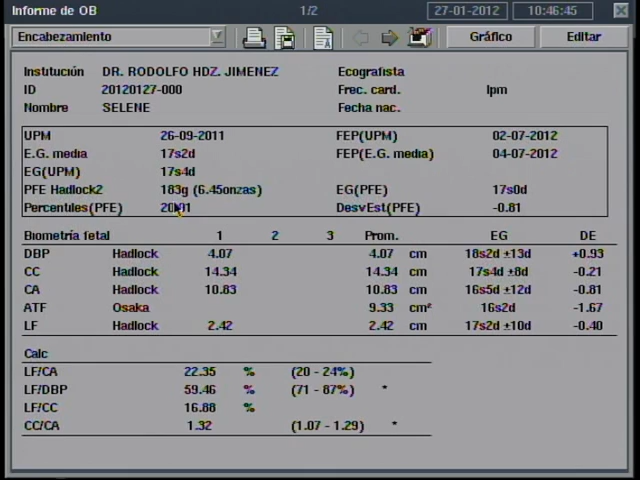 Informe de OB 1/2 27-01-2012 10:46:45
Encabezamiento Gráfico Editar
Institución DR. RODOLFO HDZ. JIMENEZ Ecografista
ID 20120127-000 Frec. card. lpm
Nombre SELENE Fecha nac.
UPM 26-09-2011 FEP(UPM) 02-07-2012
E.G. media 17s2d FEP(E.G. media) 04-07-2012
EG(UPM) 17s4d
PFE Hadlock2 183g (6.45onzas) EG(PFE) 17s0d
Percentiles(PFE) DesvEst(PFE) -0.81
Biometría fetal 1 2 3 Prom. EG DE
DBP Hadlock 4.07 4.07 cm 18s2d ±13d +0.93
CC Hadlock 14.34 14.34 cm 17s4d ±8d -0.21
CA Hadlock 10.83 10.83 cm 16s5d ±12d -0.81
ATF Osaka 9.33 cm² 16s2d -1.67
LF Hadlock 2.42 2.42 cm 17s2d ±10d -0.40
Calc
LF/CA 22.35 % (20 - 24%)
LF/DBP 59.46 % (71 - 87%) *
LF/CC 16.88 %
CC/CA 1.32 (1.07 - 1.29) *